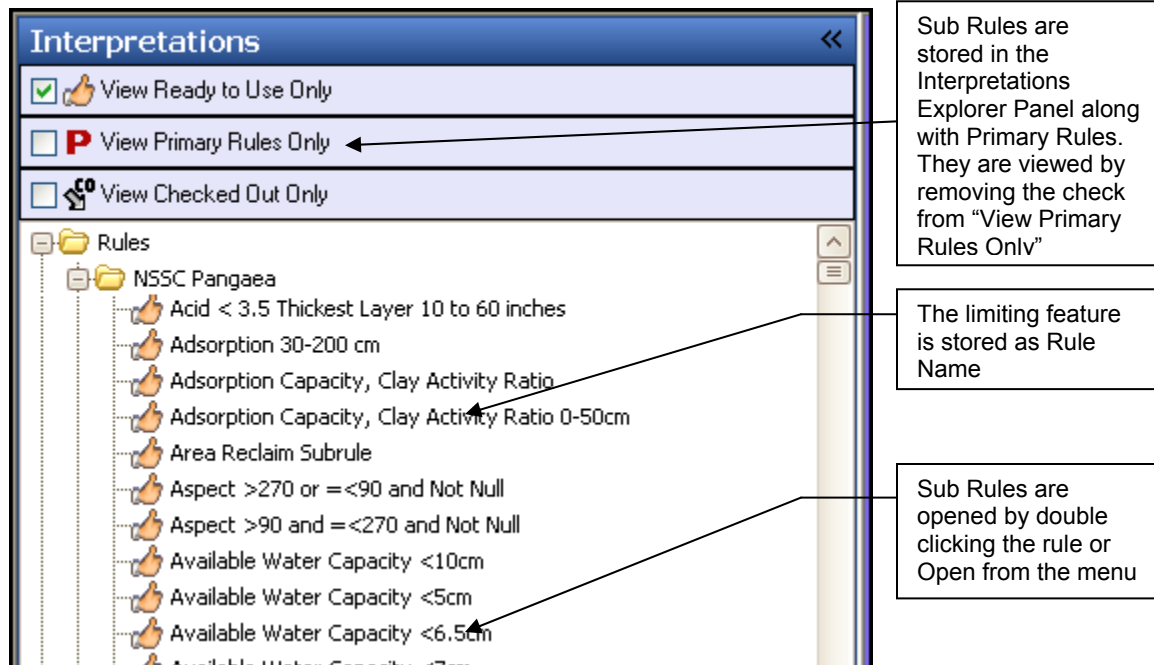 Interpretations
View Ready to Use Only
P View Primary Rules Only
CO View Checked Out Only
Rules
NSSC Pangaea
Acid < 3.5 Thickest Layer 10 to 60 inches
Adsorption 30-200 cm
Adsorption Capacity, Clay Activity Ratio
Adsorption Capacity, Clay Activity Ratio 0-50cm
Area Reclaim Subrule
Aspect >270 or =<90 and Not Null
Aspect >90 and =<270 and Not Null
Available Water Capacity <10cm
Available Water Capacity <5cm
Available Water Capacity <6.5cm
Available Water Capacity <7cm
Sub Rules are
stored in the
Interpretations
Explorer Panel along
with Primary Rules.
They are viewed by
removing the check
from “View Primary
Rules Only”
The limiting feature
is stored as Rule
Name
Sub Rules are
opened by double
clicking the rule or
Open from the menu